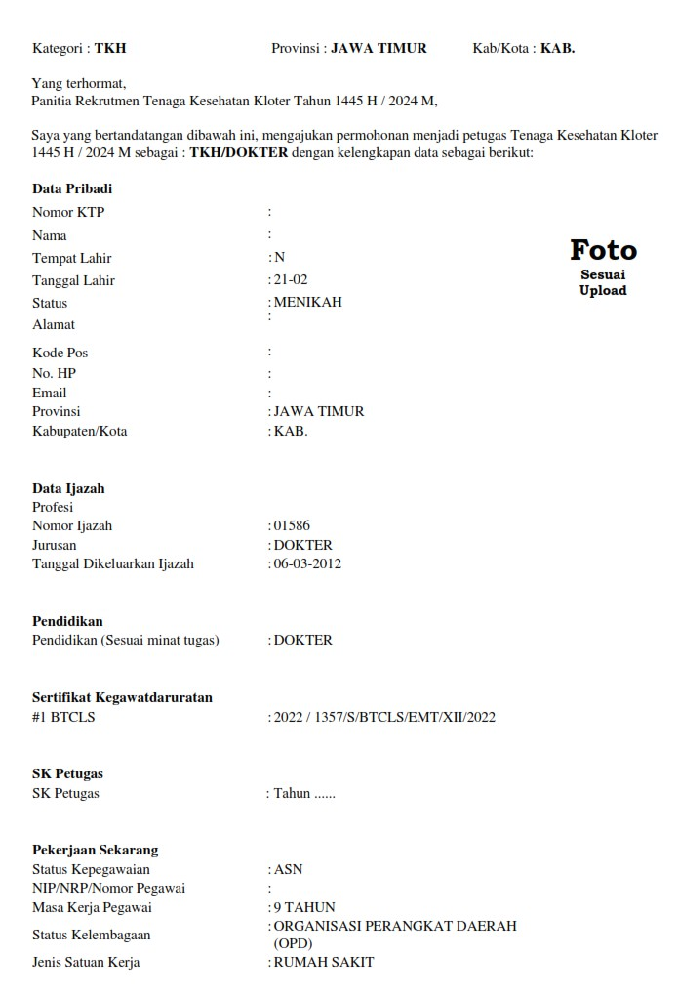 Kategori : TKH Provinsi : JAWA TIMUR Kab/Kota : KAB.
Yang terhormat,
Panitia Rekrutmen Tenaga Kesehatan Kloter Tahun 1445 H / 2024 M,
Saya yang bertandatangan dibawah ini, mengajukan permohonan menjadi petugas Tenaga Kesehatan Kloter
1445 H / 2024 M sebagai : TKH/DOKTER dengan kelengkapan data sebagai berikut:
Data Pribadi
Nomor KTP :
Nama :
Tempat Lahir : N
Tanggal Lahir : 21-02
Status : MENIKAH
Alamat :
Kode Pos :
No. HP :
Email :
Provinsi : JAWA TIMUR
Kabupaten/Kota : KAB.
Foto
Sesuai
Upload
Data Ijazah
Profesi
Nomor Ijazah : 01586
Jurusan : DOKTER
Tanggal Dikeluarkan Ijazah : 06-03-2012
Pendidikan
Pendidikan (Sesuai minat tugas) : DOKTER
Sertifikat Kegawatdaruratan
#1 BTCLS : 2022 / 1357/S/BTCLS/EMT/XII/2022
SK Petugas
SK Petugas : Tahun ......
Pekerjaan Sekarang
Status Kepegawaian : ASN
NIP/NRP/Nomor Pegawai :
Masa Kerja Pegawai : 9 TAHUN
Status Kelembagaan : ORGANISASI PERANGKAT DAERAH
(OPD)
Jenis Satuan Kerja : RUMAH SAKIT